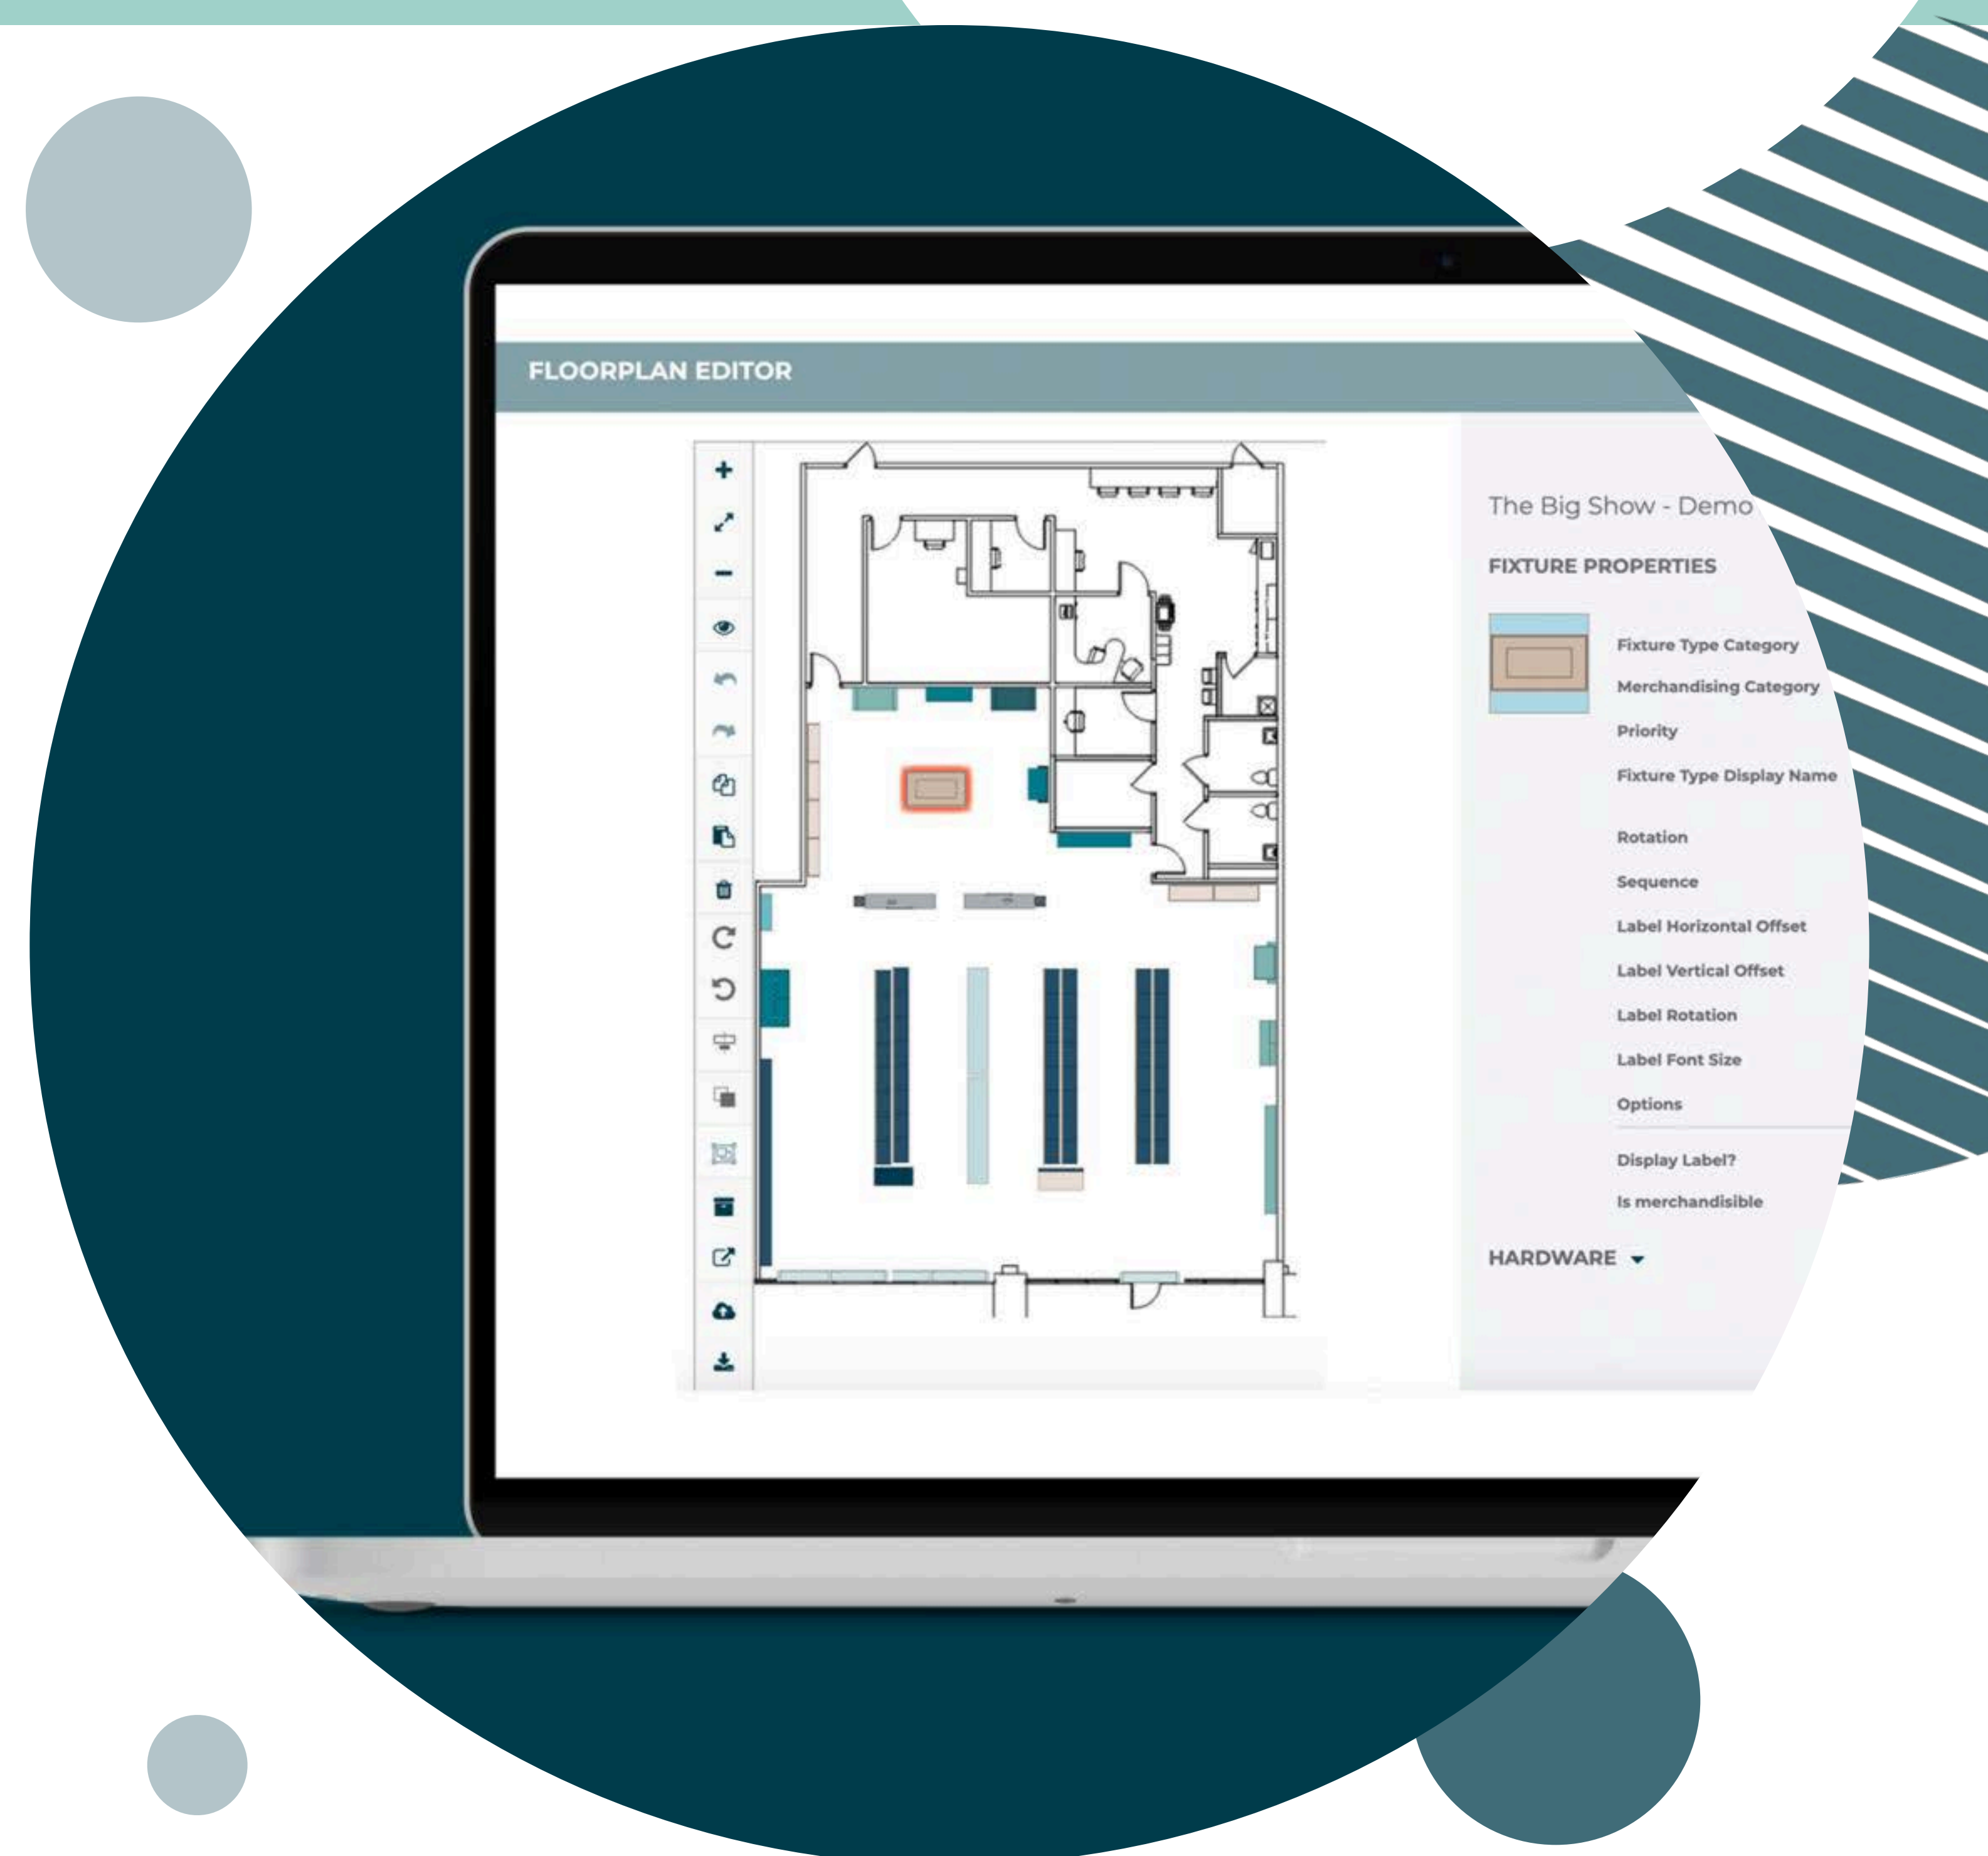 FLOORPLAN EDITOR
The Big Show - Demo
FIXTURE PROPERTIES
Fixture Type Category
Merchandising Category
Priority
Fixture Type Display Name
Rotation
Sequence
Label Horizontal Offset
Label Vertical Offset
Label Rotation
Label Font Size
Options
Display Label?
Is merchandisible
HARDWARE